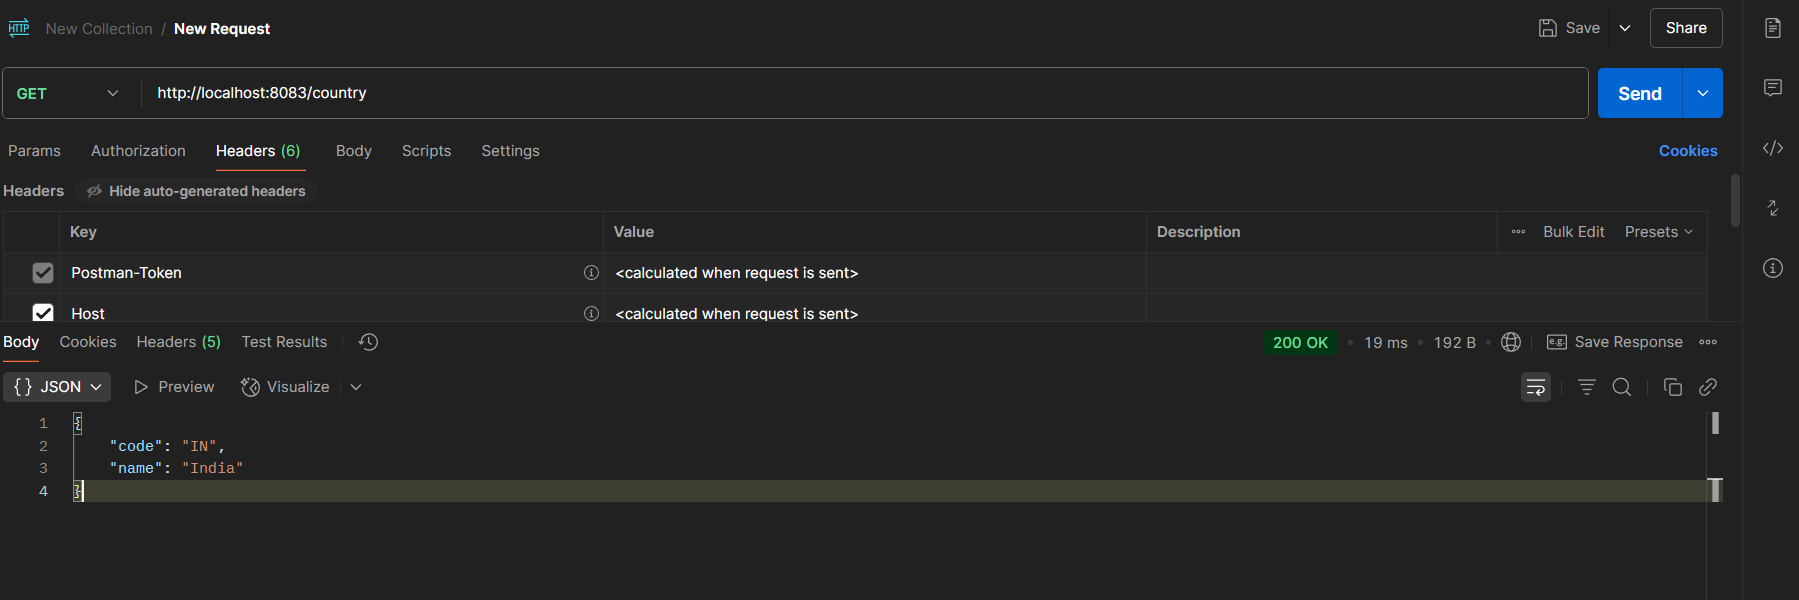 HTTP New Collection / New Request Save Share
GET http://localhost:8083/country Send
Params Authorization Headers (6) Body Scripts Settings Cookies
Headers Hide auto-generated headers
Key Value Description Bulk Edit Presets
Postman-Token <calculated when request is sent>
Host <calculated when request is sent>
Body Cookies Headers (5) Test Results 200 OK • 19 ms • 192 B • e.g. Save Response
{} JSON Preview Visualize
1 {
2 "code": "IN",
3 "name": "India"
4 }